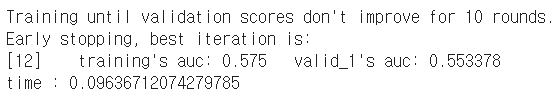 Training until validation scores don't improve for 10 rounds.
Early stopping, best iteration is:
[12]	training's auc: 0.575	valid_1's auc: 0.553378
time : 0.09636712074279785